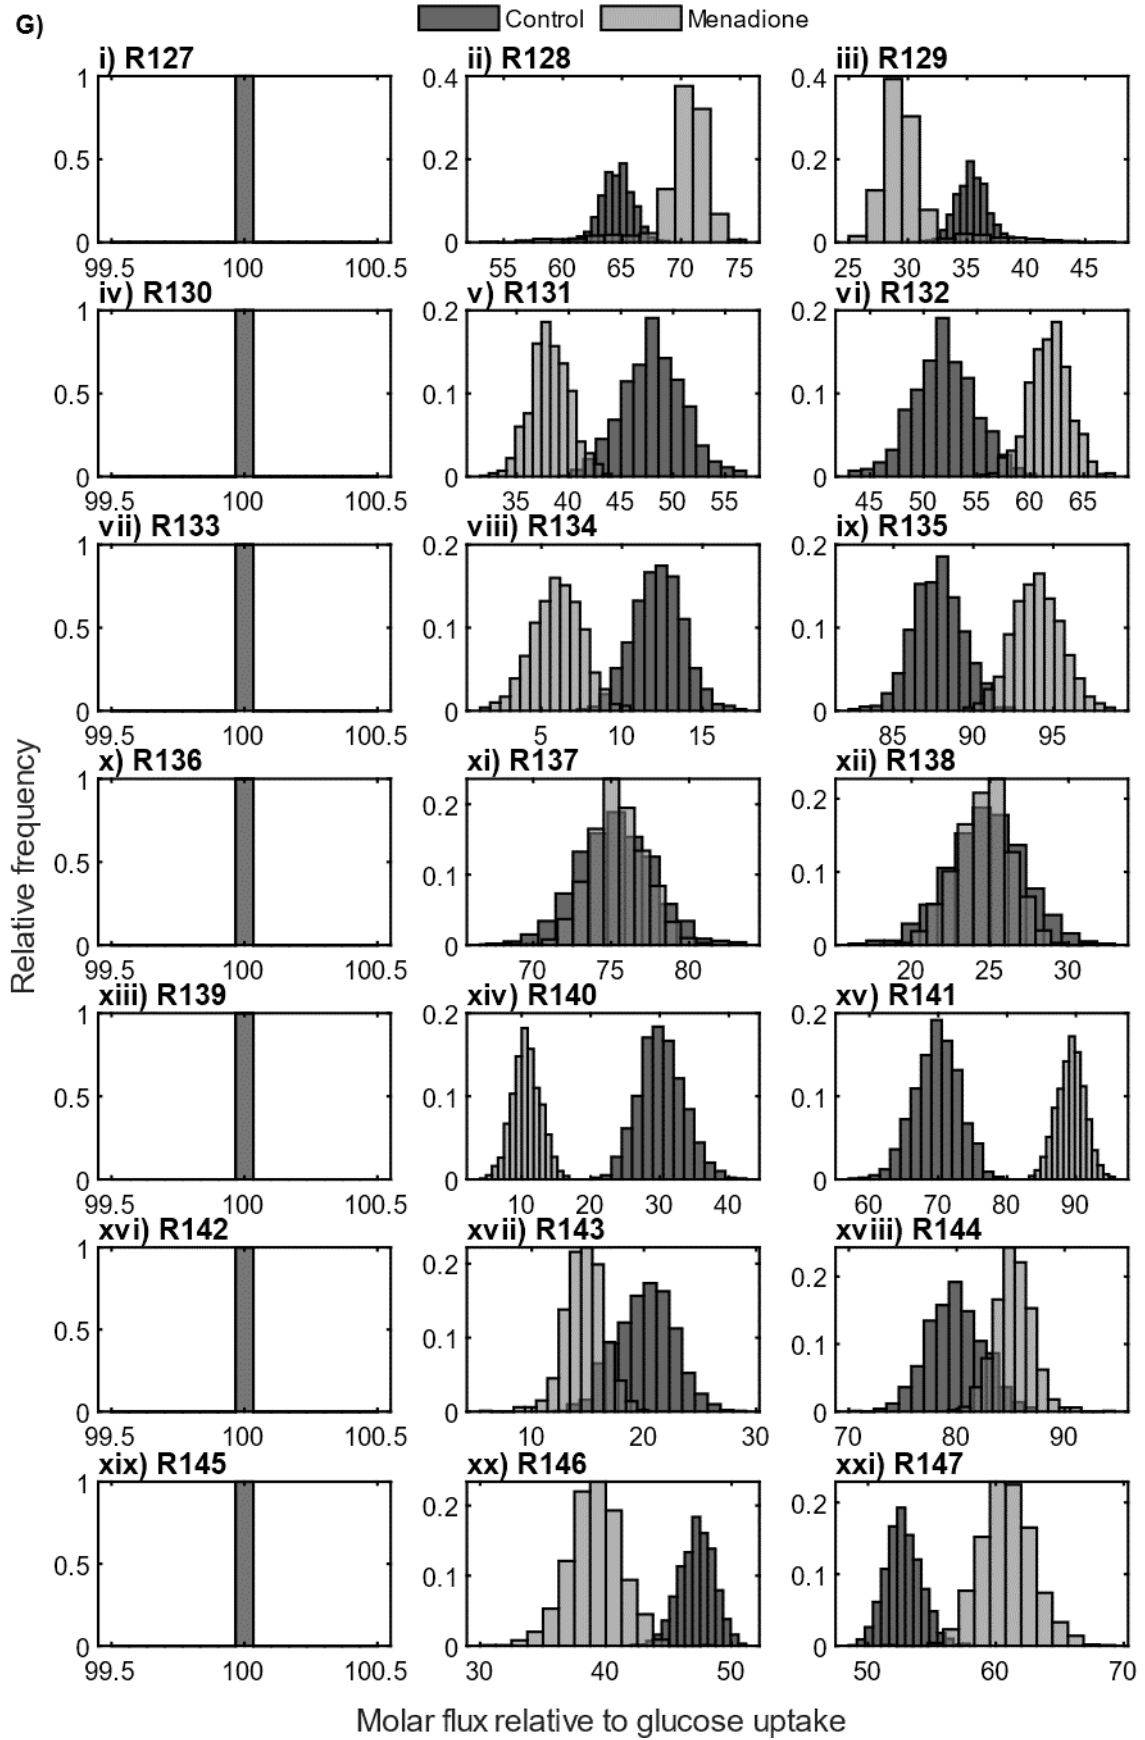 G)
Control Menadione
i) R127 ii) R128 iii) R129
1 0.4 0.4
0.5 0.2 0.2
0 0 0
99.5 100 100.5 55 60 65 70 75 25 30 35 40 45
iv) R130 v) R131 vi) R132
1 0.2 0.2
0.5 0.1 0.1
0 0 0
99.5 100 100.5 35 40 45 50 55 45 50 55 60 65
vii) R133 viii) R134 ix) R135
1 0.2 0.2
0.5 0.1 0.1
0 0 0
99.5 100 100.5 5 10 15 85 90 95
x) R136 xi) R137 xii) R138
1 0.2 0.2
0.5 0.1 0.1
0 0 0
99.5 100 100.5 70 75 80 20 25 30
xiii) R139 xiv) R140 xv) R141
1 0.2 0.2
0.5 0.1 0.1
0 0 0
99.5 100 100.5 10 20 30 40 60 70 80 90
xvi) R142 xvii) R143 xviii) R144
1 0.2 0.2
0.5 0.1 0.1
0 0 0
99.5 100 100.5 10 20 30 70 80 90
xix) R145 xx) R146 xxi) R147
1 0.2 0.2
0.5 0.1 0.1
0 0 0
99.5 100 100.5 30 40 50 50 60 70
Relative frequency
Molar flux relative to glucose uptake